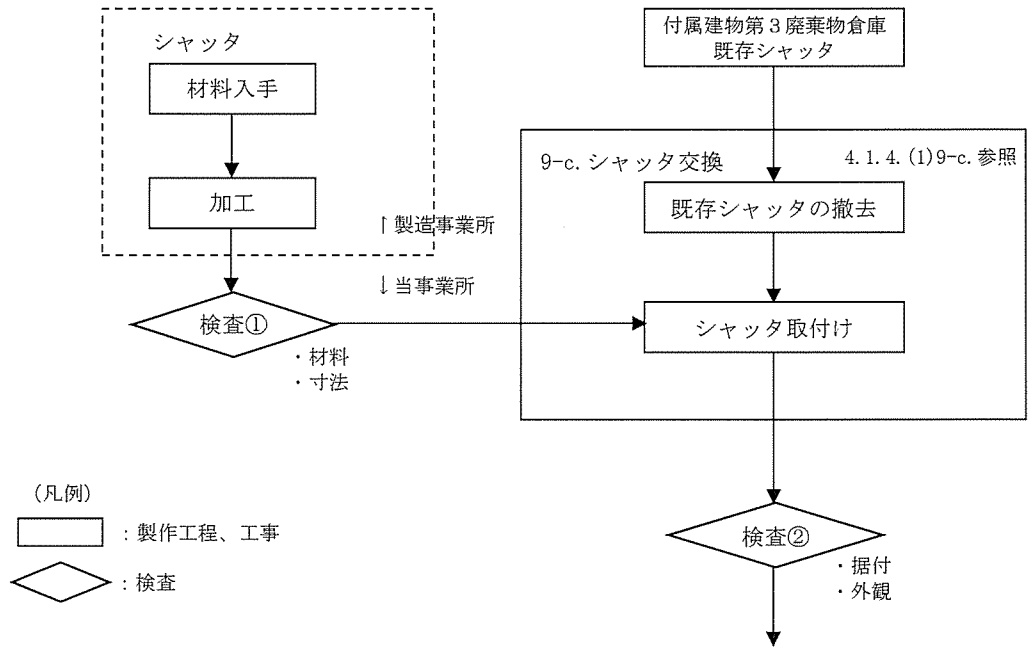 シャッタ
材料入手
加工
↑製造事業所
↓当事業所
検査①
・材料
・寸法
付属建物第3廃棄物倉庫
既存シャッタ
9-c. シャッタ交換
4.1.4.(1)9-c.参照
既存シャッタの撤去
シャッタ取付け
検査②
・据付
・外観
(凡例)
：製作工程、工事
：検査